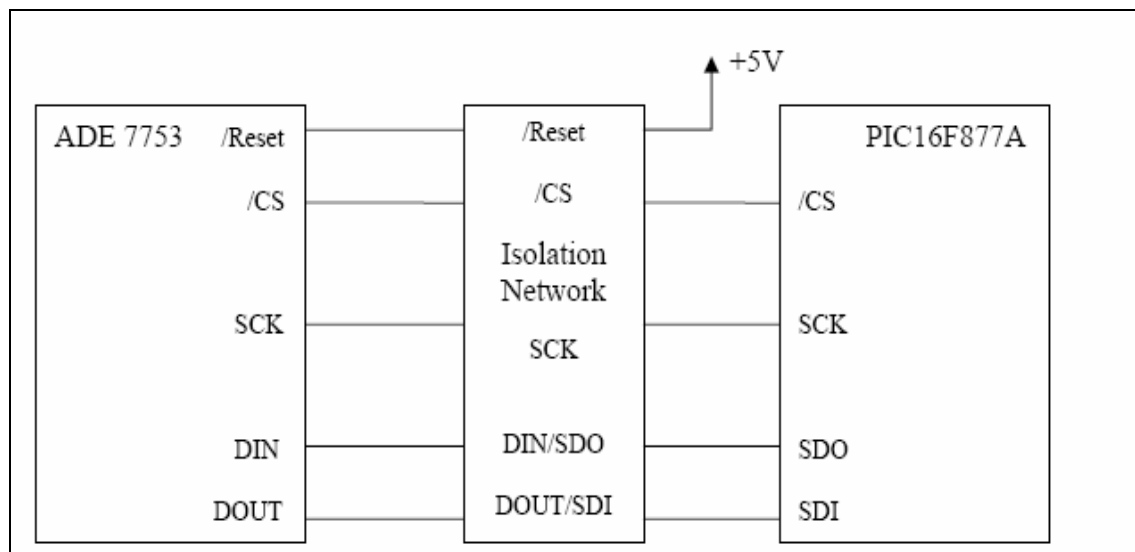 +5V
ADE 7753
/Reset
/CS
SCK
DIN
DOUT
/Reset
/CS
Isolation
Network
SCK
DIN/SDO
DOUT/SDI
PIC16F877A
/CS
SCK
SDO
SDI